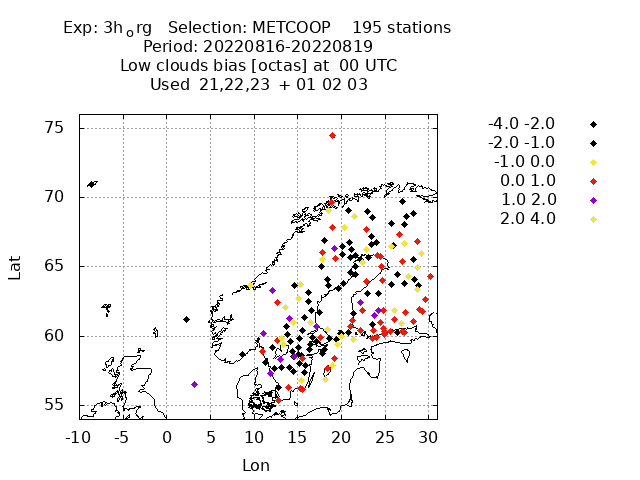 Exp: 3h_org Selection: METCOOP 195 stations
Period: 20220816-20220819
Low clouds bias [octas] at 00 UTC
Used 21,22,23 + 01 02 03
-4.0 -2.0
-2.0 -1.0
-1.0 0.0
0.0 1.0
1.0 2.0
2.0 4.0
75
70
65
60
55
Lat
-10 -5 0 5 10 15 20 25 30
Lon